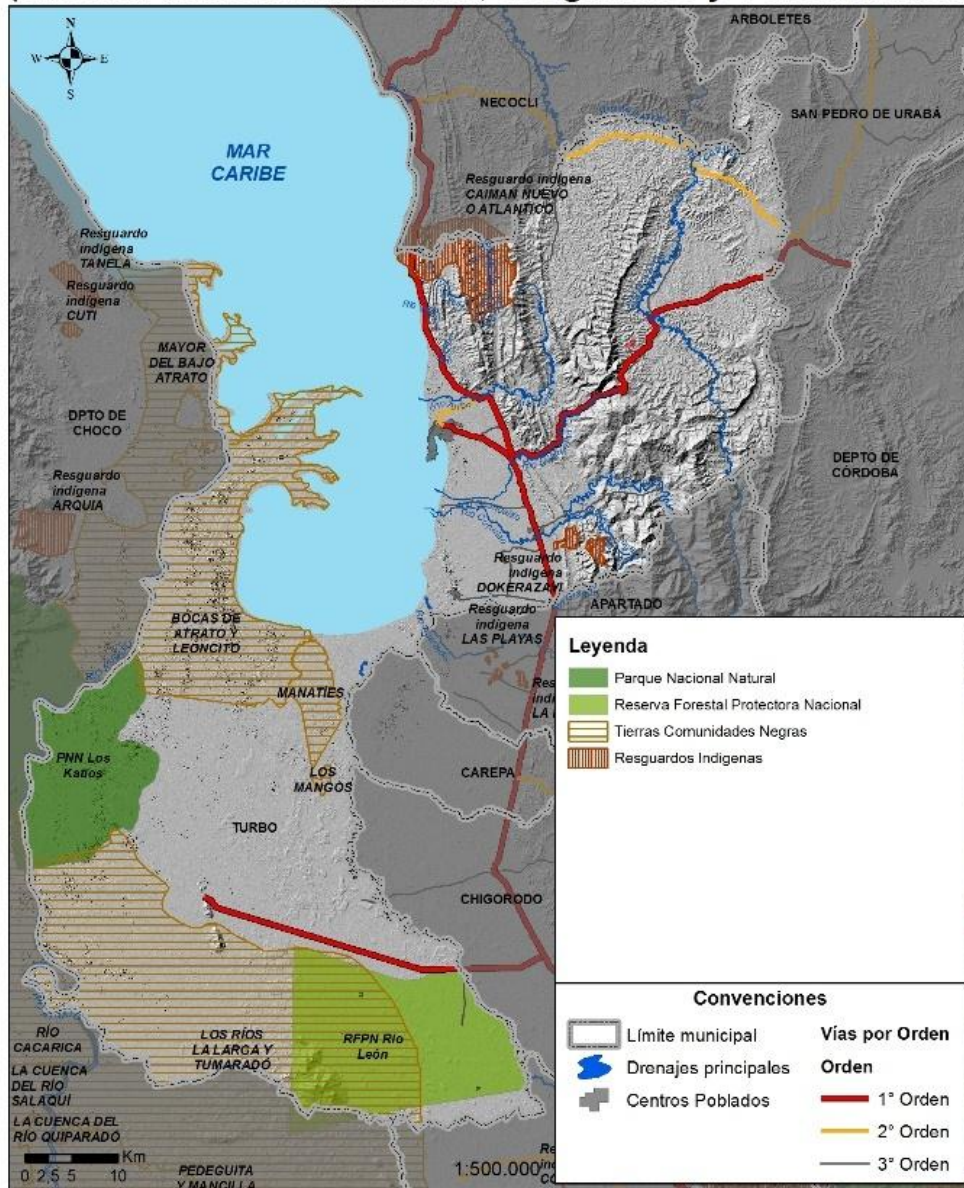 N
W E
S
ARBOLETES
NECOCLI
SAN PEDRO DE URABÁ
MAR
CARIBE
Resguardo indígena
CAIMAN NUEVO
O ATLANTICO
Resguardo
indígena
TANELA
Resguardo
indígena
CUTI
MAYOR
DEL BAJO
ATRATO
DPTO DE
CHOCO
DEPTO DE
CÓRDOBA
Resguardo
indígena
ARQUIA
Resguardo
indígena
DOKERAZAVI
APARTADO
Resguardo
indígena
LAS PLAYAS
BOCAS DE
ATRATO Y
LEONCITO
MANATÍES
PNN Los
Katíos
LOS
MANGOS
CAREPA
TURBO
CHIGORODO
LOS RÍOS
LA LARGA Y
TUMARADÓ
RFPN Río
León
RÍO
CACARICA
LA CUENCA
DEL RÍO
SALAQUÍ
LA CUENCA DEL
RÍO QUIPARADÓ
PEDEGUITA
Y MANCILLA
Km
0 2,5 5 10
1:500.000
Leyenda
Parque Nacional Natural
Reserva Forestal Protectora Nacional
Tierras Comunidades Negras
Resguardos Indígenas
Convenciones
Límite municipal
Drenajes principales
Centros Poblados
Vías por Orden
Orden
1° Orden
2° Orden
3° Orden